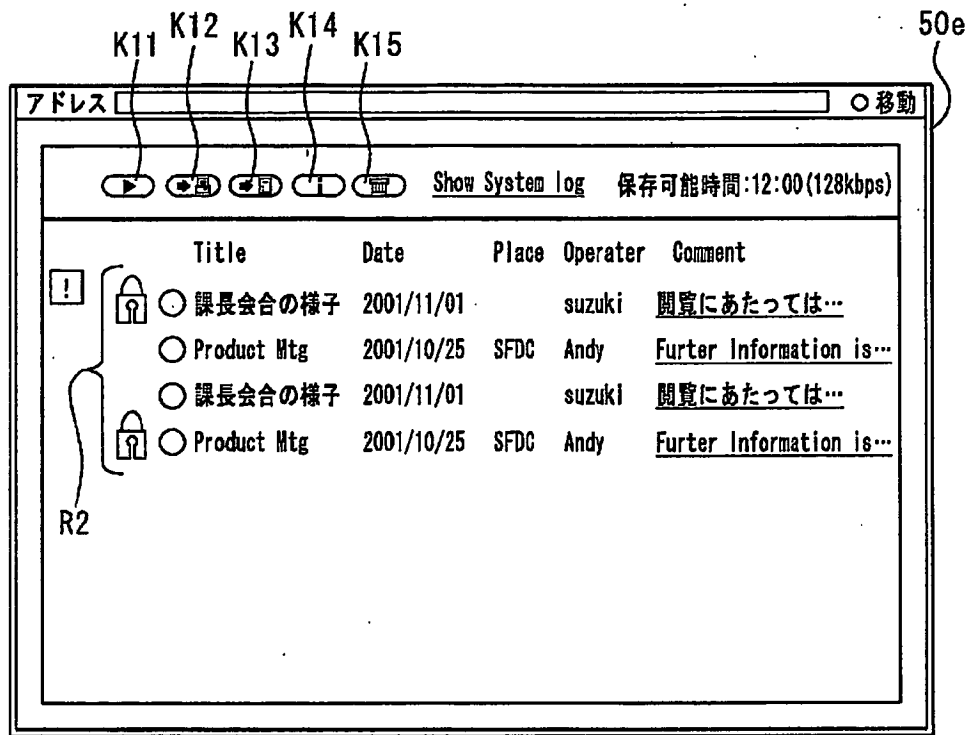 K11 K12 K13 K14 K15 50e
アドレス ○移動
Show System log 保存可能時間:12:00(128kbps)
Title Date Place Operater Comment
! 課長会合の様子 2001/11/01 suzuki 閲覧にあたっては…
Product Mtg 2001/10/25 SFDC Andy Furter Information is…
課長会合の様子 2001/11/01 suzuki 閲覧にあたっては…
Product Mtg 2001/10/25 SFDC Andy Furter Information is…
R2